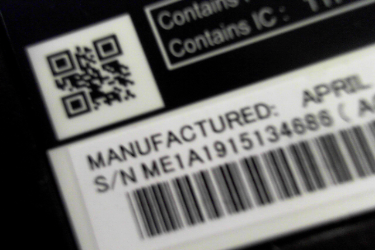 Contains
Contains IC :
MANUFACTURED: APRIL
S/N ME1A1915134686 (